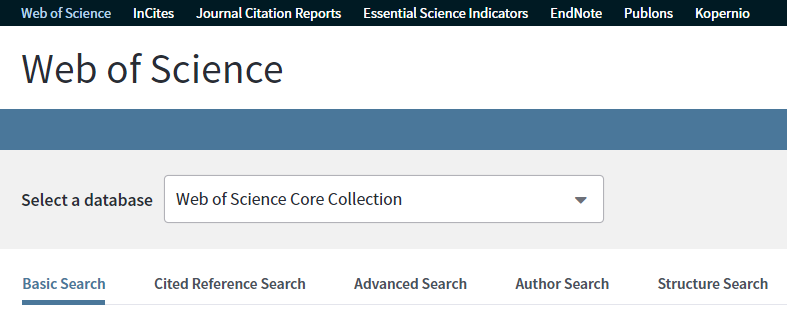 Web of Science InCites Journal Citation Reports Essential Science Indicators EndNote Publons Kopernio
Web of Science
Select a database Web of Science Core Collection
Basic Search Cited Reference Search Advanced Search Author Search Structure Search